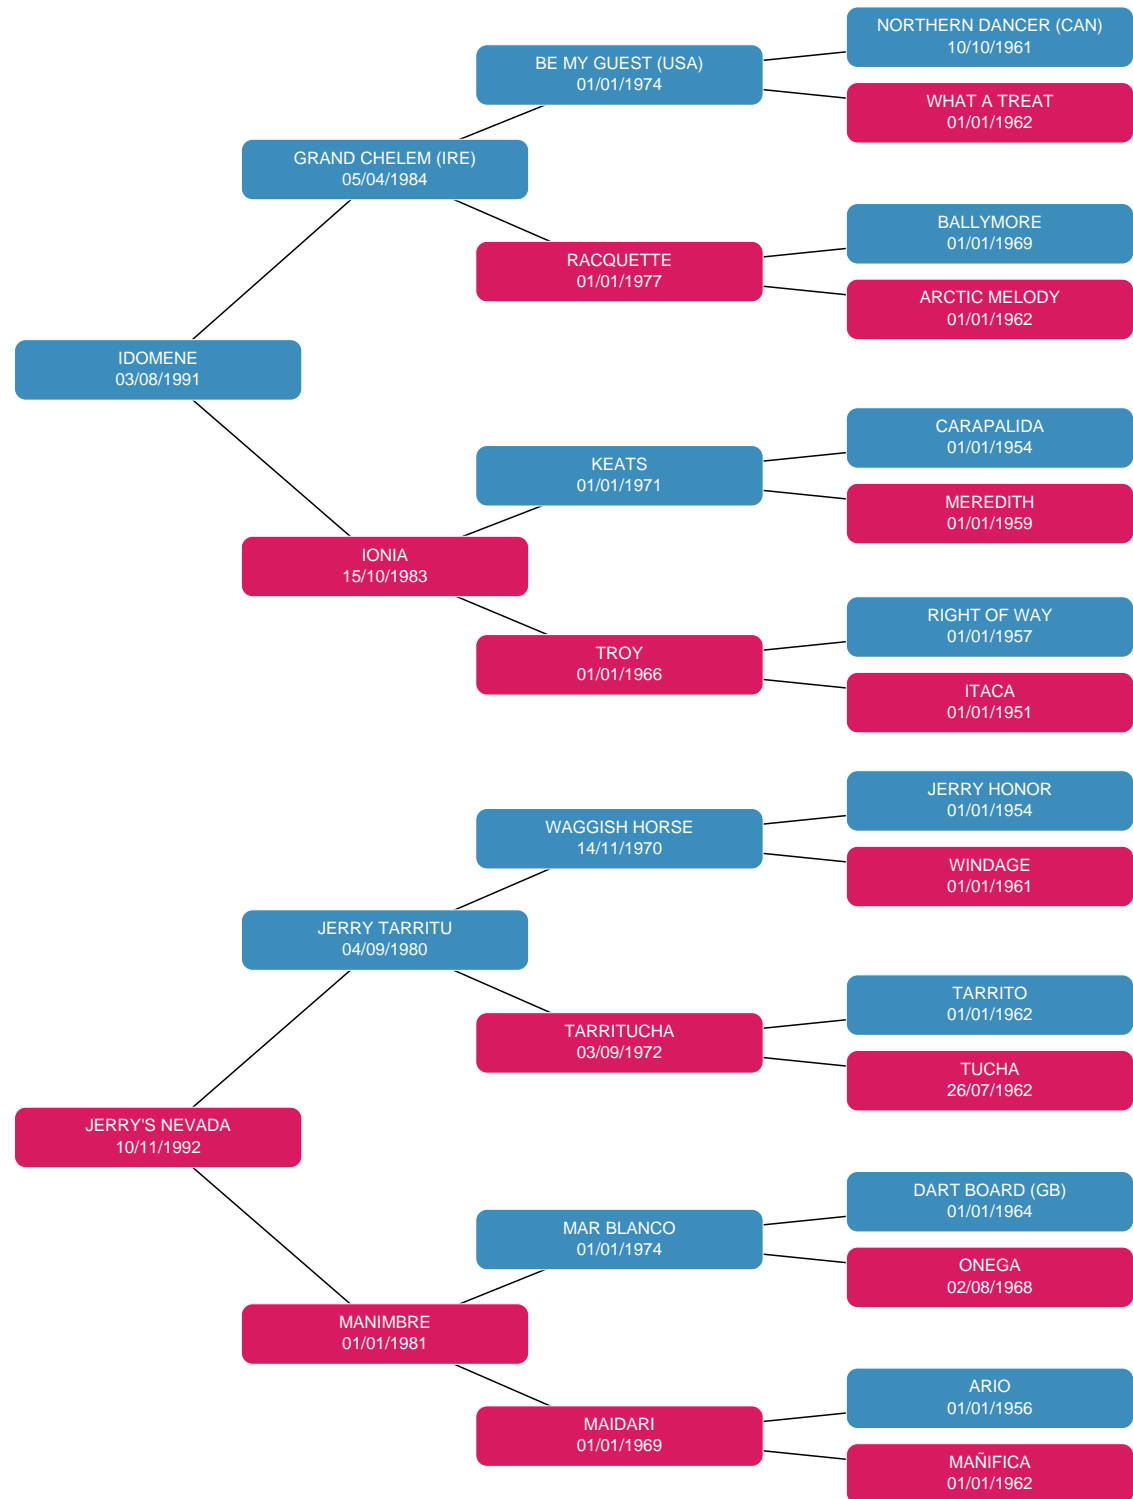 NORTHERN DANCER (CAN)
10/10/1961
BE MY GUEST (USA)
01/01/1974
WHAT A TREAT
01/01/1962
GRAND CHELEM (IRE)
05/04/1984
BALLYMORE
01/01/1969
RACQUETTE
01/01/1977
ARCTIC MELODY
01/01/1962
IDOMENE
03/08/1991
CARAPALIDA
01/01/1954
KEATS
01/01/1971
MEREDITH
01/01/1959
IONIA
15/10/1983
RIGHT OF WAY
01/01/1957
TROY
01/01/1966
ITACA
01/01/1951
JERRY HONOR
01/01/1954
WAGGISH HORSE
14/11/1970
WINDAGE
01/01/1961
JERRY TARRITU
04/09/1980
TARRITO
01/01/1962
TARRITUCHA
03/09/1972
TUCHA
26/07/1962
JERRY'S NEVADA
10/11/1992
DART BOARD (GB)
01/01/1964
MAR BLANCO
01/01/1974
ONEGA
02/08/1968
MANIMBRE
01/01/1981
ARIO
01/01/1956
MAIDARI
01/01/1969
MAÑIFICA
01/01/1962